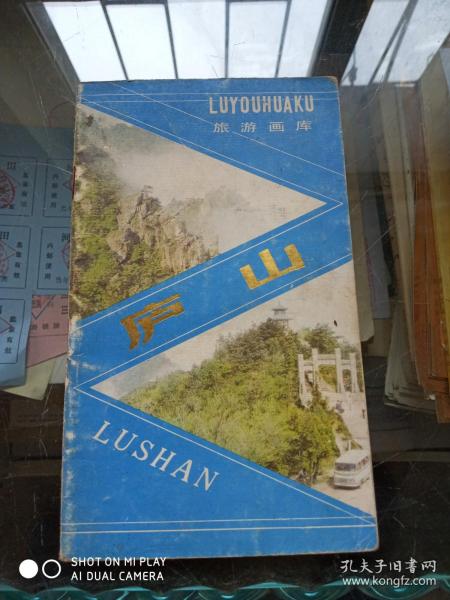 LUYOUHUAKU
旅游画库
庐山
LUSHAN
SHOT ON MI PLAY
AI DUAL CAMERA
孔夫子旧书网
www.kongfz.com